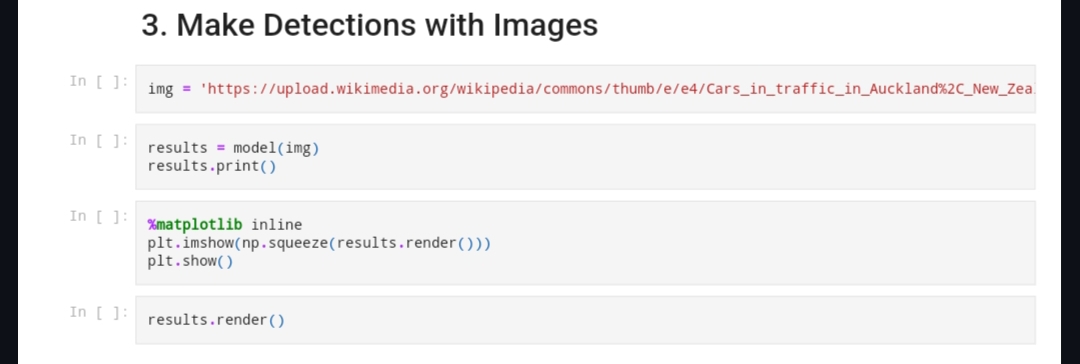 3. Make Detections with Images
In [ ]:
img = 'https://upload.wikimedia.org/wikipedia/commons/thumb/e/e4/Cars_in_traffic_in_Auckland%2C_New_Zea
In [ ]:
results = model(img)
results.print()
In [ ]:
%matplotlib inline
plt.imshow(np.squeeze(results.render()))
plt.show()
In [ ]:
results.render()